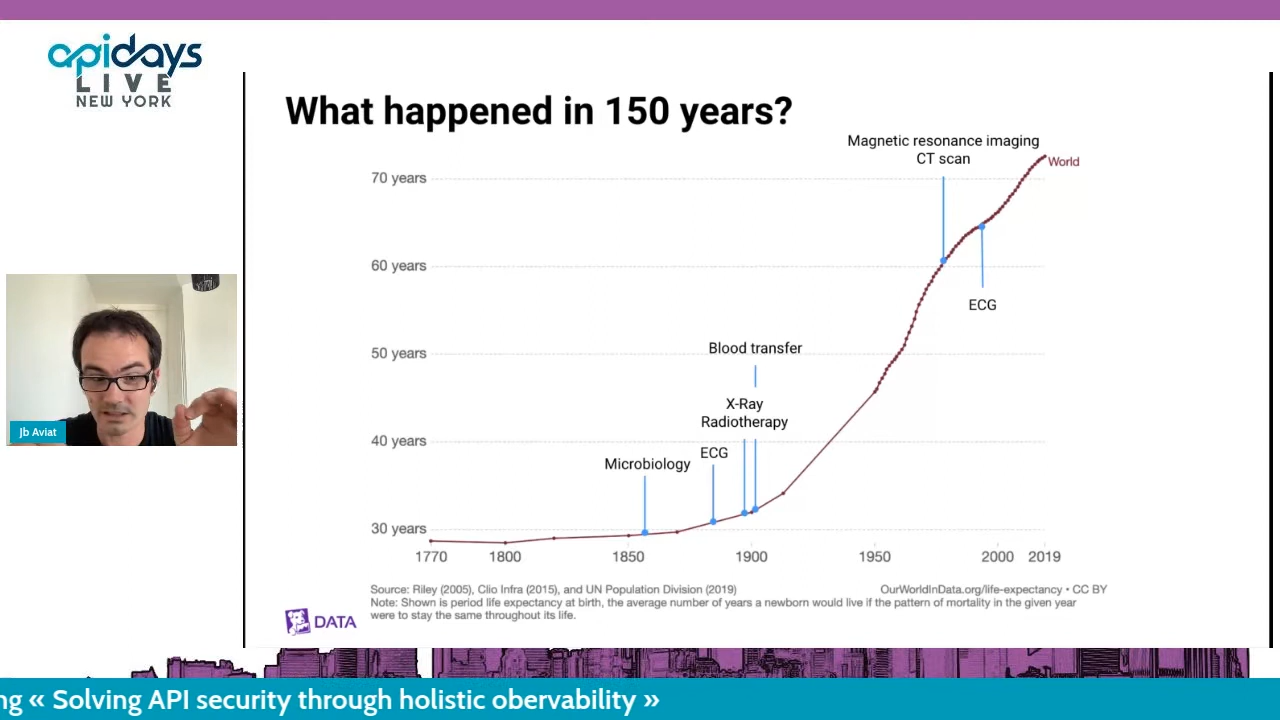 apidays
LIVE
NEW YORK
What happened in 150 years?
Magnetic resonance imaging
CT scan
World
70 years
60 years
ECG
50 years
Blood transfer
X-Ray
Radiotherapy
40 years
ECG
Microbiology
30 years
1770
1800
1850
1900
1950
2000
2019
Jb Aviat
Source: Riley (2005), Clio Infra (2015), and UN Population Division (2019)
OurWorldInData.org/life-expectancy • CC BY
Note: Shown is period life expectancy at birth, the average number of years a newborn would live if the pattern of mortality in the given year
were to stay the same throughout its life.
DATA
ng « Solving API security through holistic obervability »